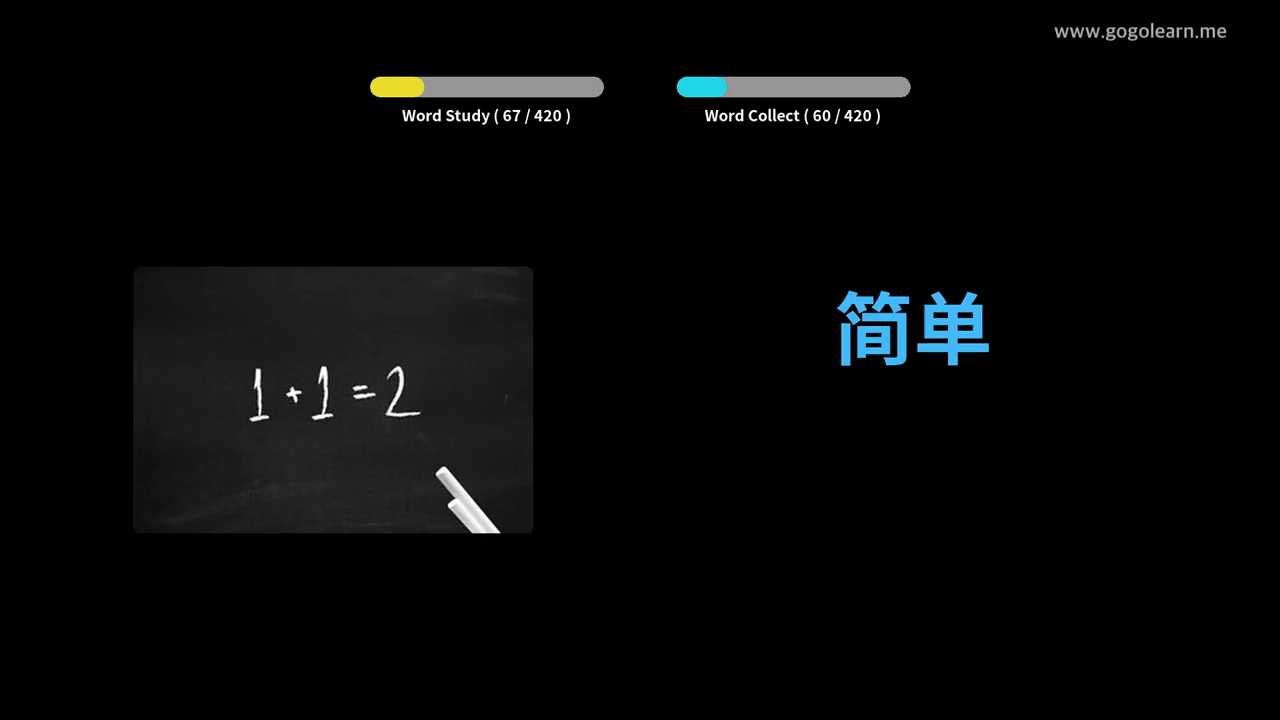 www.gogolearn.me
Word Study ( 67 / 420 )
Word Collect ( 60 / 420 )
简单
1 + 1 = 2